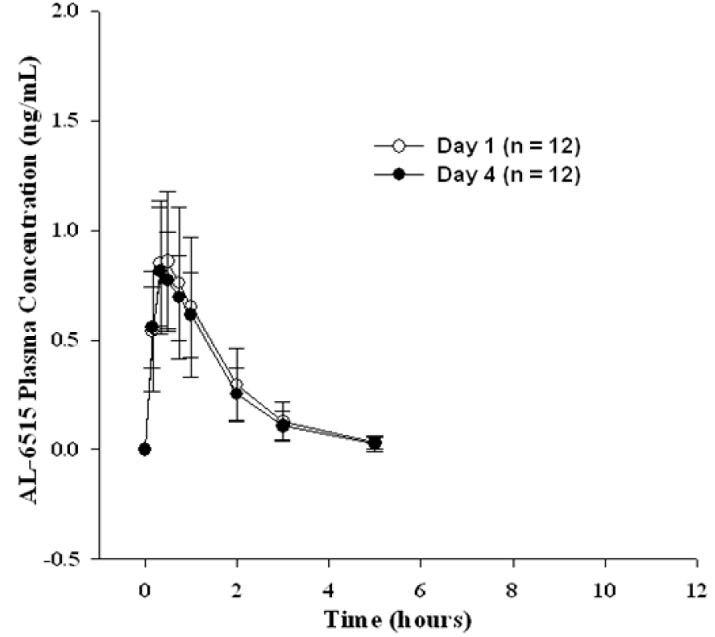 2.0
1.5
1.0
0.5
0.0
-0.5
AL-6515 Plasma Concentration (ng/mL)
Day 1 (n = 12)
Day 4 (n = 12)
0 2 4 6 8 10 12
Time (hours)